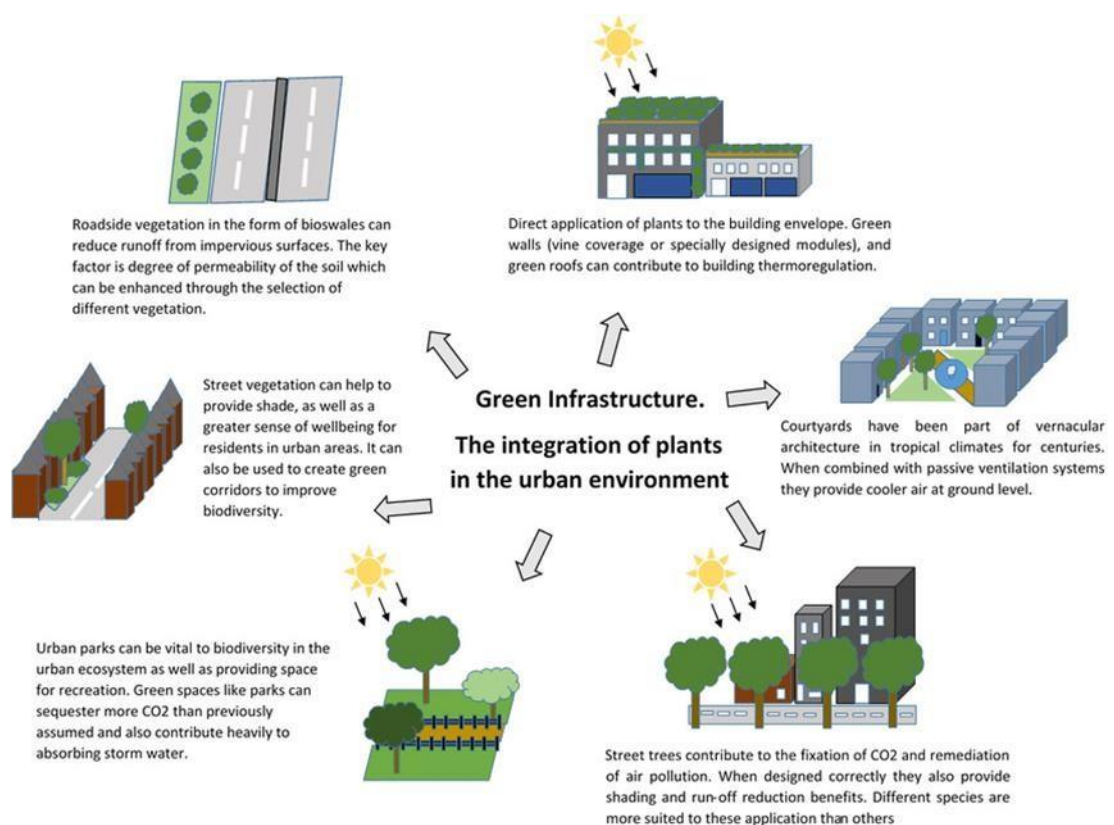 Roadside vegetation in the form of bioswales can
reduce runoff from impervious surfaces. The key
factor is degree of permeability of the soil which
can be enhanced through the selection of
different vegetation.
Direct application of plants to the building envelope. Green
walls (vine coverage or specially designed modules), and
green roofs can contribute to building thermoregulation.
Street vegetation can help to
provide shade, as well as a
greater sense of wellbeing for
residents in urban areas. It can
also be used to create green
corridors to improve
biodiversity.
Green Infrastructure.
The integration of plants
in the urban environment
Courtyards have been part of vernacular
architecture in tropical climates for centuries.
When combined with passive ventilation systems
they provide cooler air at ground level.
Urban parks can be vital to biodiversity in the
urban ecosystem as well as providing space
for recreation. Green spaces like parks can
sequester more CO2 than previously
assumed and also contribute heavily to
absorbing storm water.
Street trees contribute to the fixation of CO2 and remediation
of air pollution. When designed correctly they also provide
shading and run-off reduction benefits. Different species are
more suited to these application than others